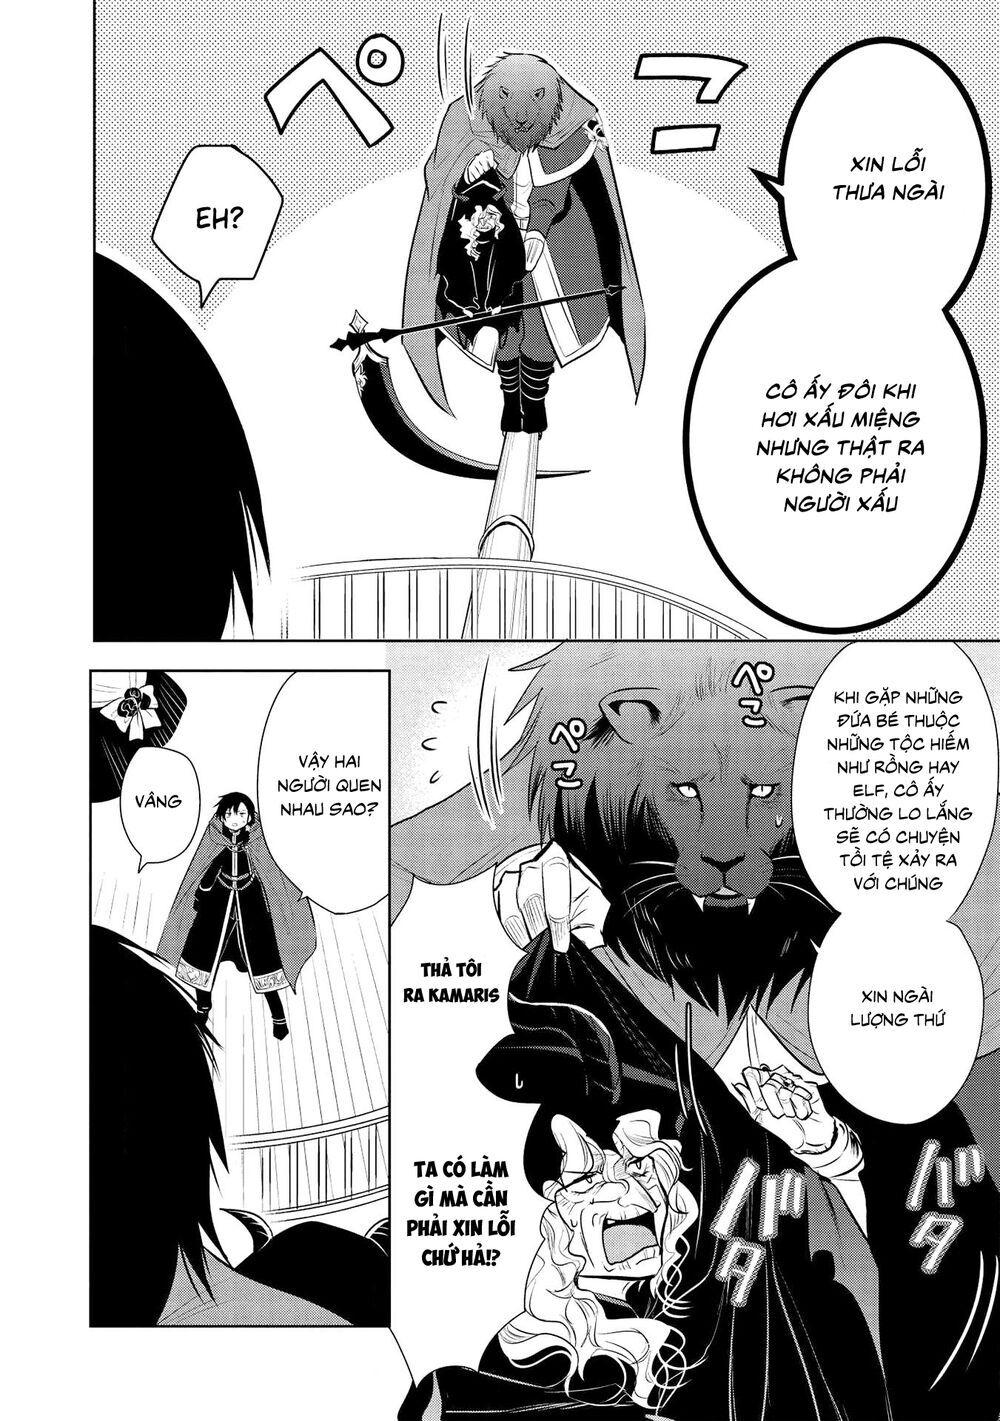 XIN LỖI
THƯA NGÀI
CÔ ẤY ĐÔI KHI
HƠI XẤU MIỆNG
NHƯNG THẬT RA
KHÔNG PHẢI
NGƯỜI XẤU
ペコ
EH?
KHI GẶP NHỮNG
ĐỨA BÉ THUỘC
NHỮNG TỘC HIẾM
NHƯ RỒNG HAY
ELF, CÔ ẤY
THƯỜNG LO LẮNG
SẼ CÓ CHUYỆN
TỒI TỆ XẢY RA
VỚI CHÚNG
XIN NGÀI
LƯỢNG THỨ
ペコ
ペコ
THẢ TÔI
RA KAMARIS
TA CÓ LÀM
GÌ MÀ CẦN
PHẢI XIN LỖI
CHỨ HẢ!?
バタ
バタ
VẬY HAI
NGƯỜI QUEN
NHAU SAO?
VÂNG